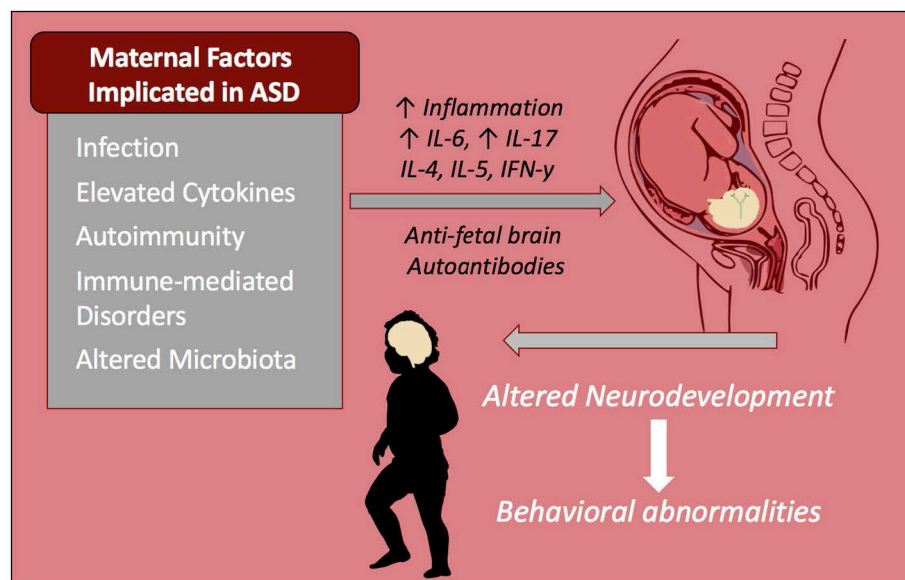 Maternal Factors
Implicated in ASD
Infection
Elevated Cytokines
Autoimmunity
Immune-mediated
Disorders
Altered Microbiota
↑ Inflammation
↑ IL-6, ↑ IL-17
IL-4, IL-5, IFN-y
Anti-fetal brain
Autoantibodies
Altered Neurodevelopment
Behavioral abnormalities